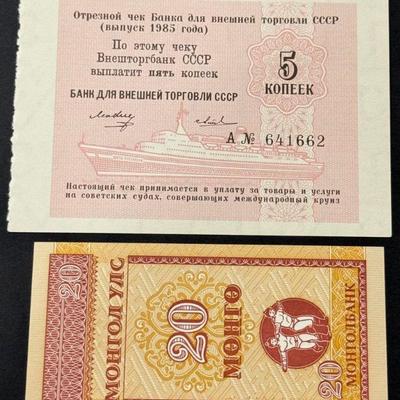 Отрезной чек Банка для внешней торговли СССР
(выпуск 1985 года)
По этому чеку
Внешторгбанк СССР
выплатит пять копеек
5
КОПЕЕК
БАНК ДЛЯ ВНЕШНЕЙ ТОРГОВЛИ СССР
А № 641662
Настоящий чек принимается в уплату за товары и услуги
на советских судах, совершающих международный круиз
20
МОНГОЛ УЛС
20
МӨНГӨ
МОНГОЛБАНК
20